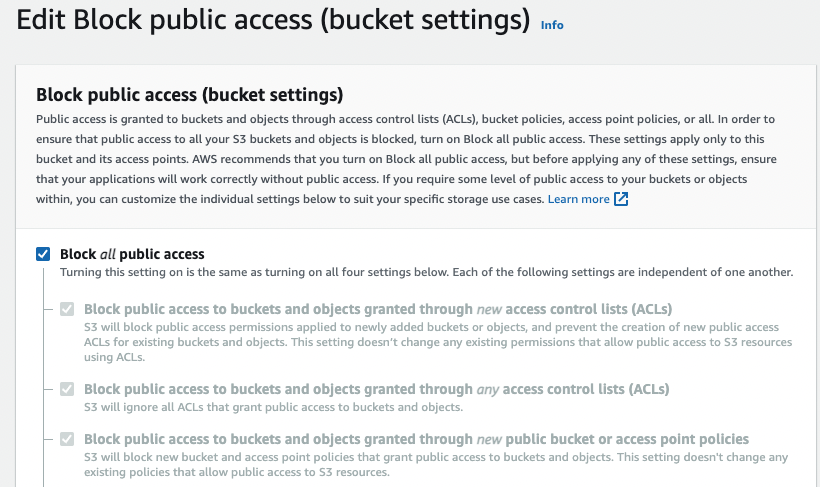 Edit Block public access (bucket settings) Info
Block public access (bucket settings)
Public access is granted to buckets and objects through access control lists (ACLs), bucket policies, access point policies, or all. In order to
ensure that public access to all your S3 buckets and objects is blocked, turn on Block all public access. These settings apply only to this
bucket and its access points. AWS recommends that you turn on Block all public access, but before applying any of these settings, ensure
that your applications will work correctly without public access. If you require some level of public access to your buckets or objects
within, you can customize the individual settings below to suit your specific storage use cases. Learn more
Block all public access
Turning this setting on is the same as turning on all four settings below. Each of the following settings are independent of one another.
Block public access to buckets and objects granted through new access control lists (ACLs)
S3 will block public access permissions applied to newly added buckets or objects, and prevent the creation of new public access
ACLs for existing buckets and objects. This setting doesn't change any existing permissions that allow public access to S3 resources
using ACLs.
Block public access to buckets and objects granted through any access control lists (ACLs)
S3 will ignore all ACLs that grant public access to buckets and objects.
Block public access to buckets and objects granted through new public bucket or access point policies
S3 will block new bucket and access point policies that grant public access to buckets and objects. This setting doesn't change any
existing policies that allow public access to S3 resources.